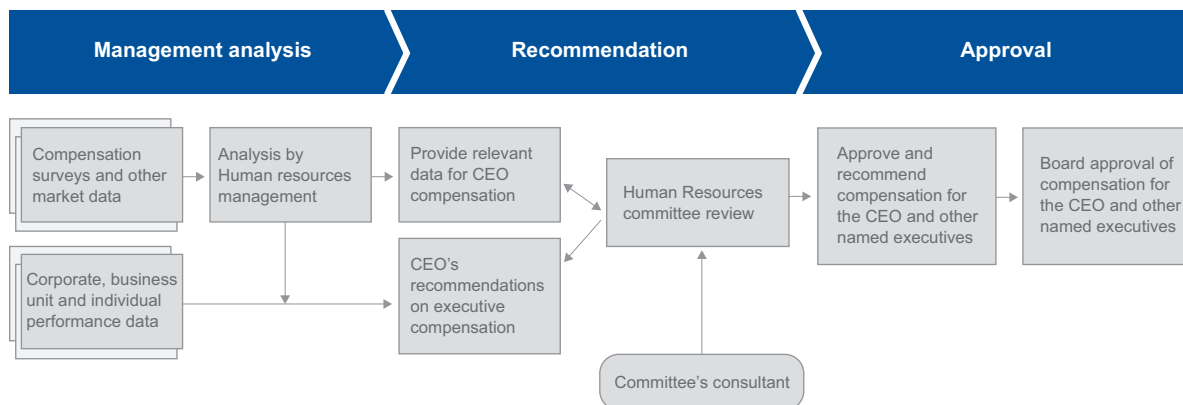 Management analysis
Recommendation
Approval
Compensation
surveys and other
market data
Analysis by
Human resources
management
Provide relevant
data for CEO
compensation
Human Resources
committee review
Approve and
recommend
compensation for
the CEO and other
named executives
Board approval of
compensation for
the CEO and other
named executives
Corporate, business
unit and individual
performance data
CEO’s
recommendations
on executive
compensation
Committee’s consultant